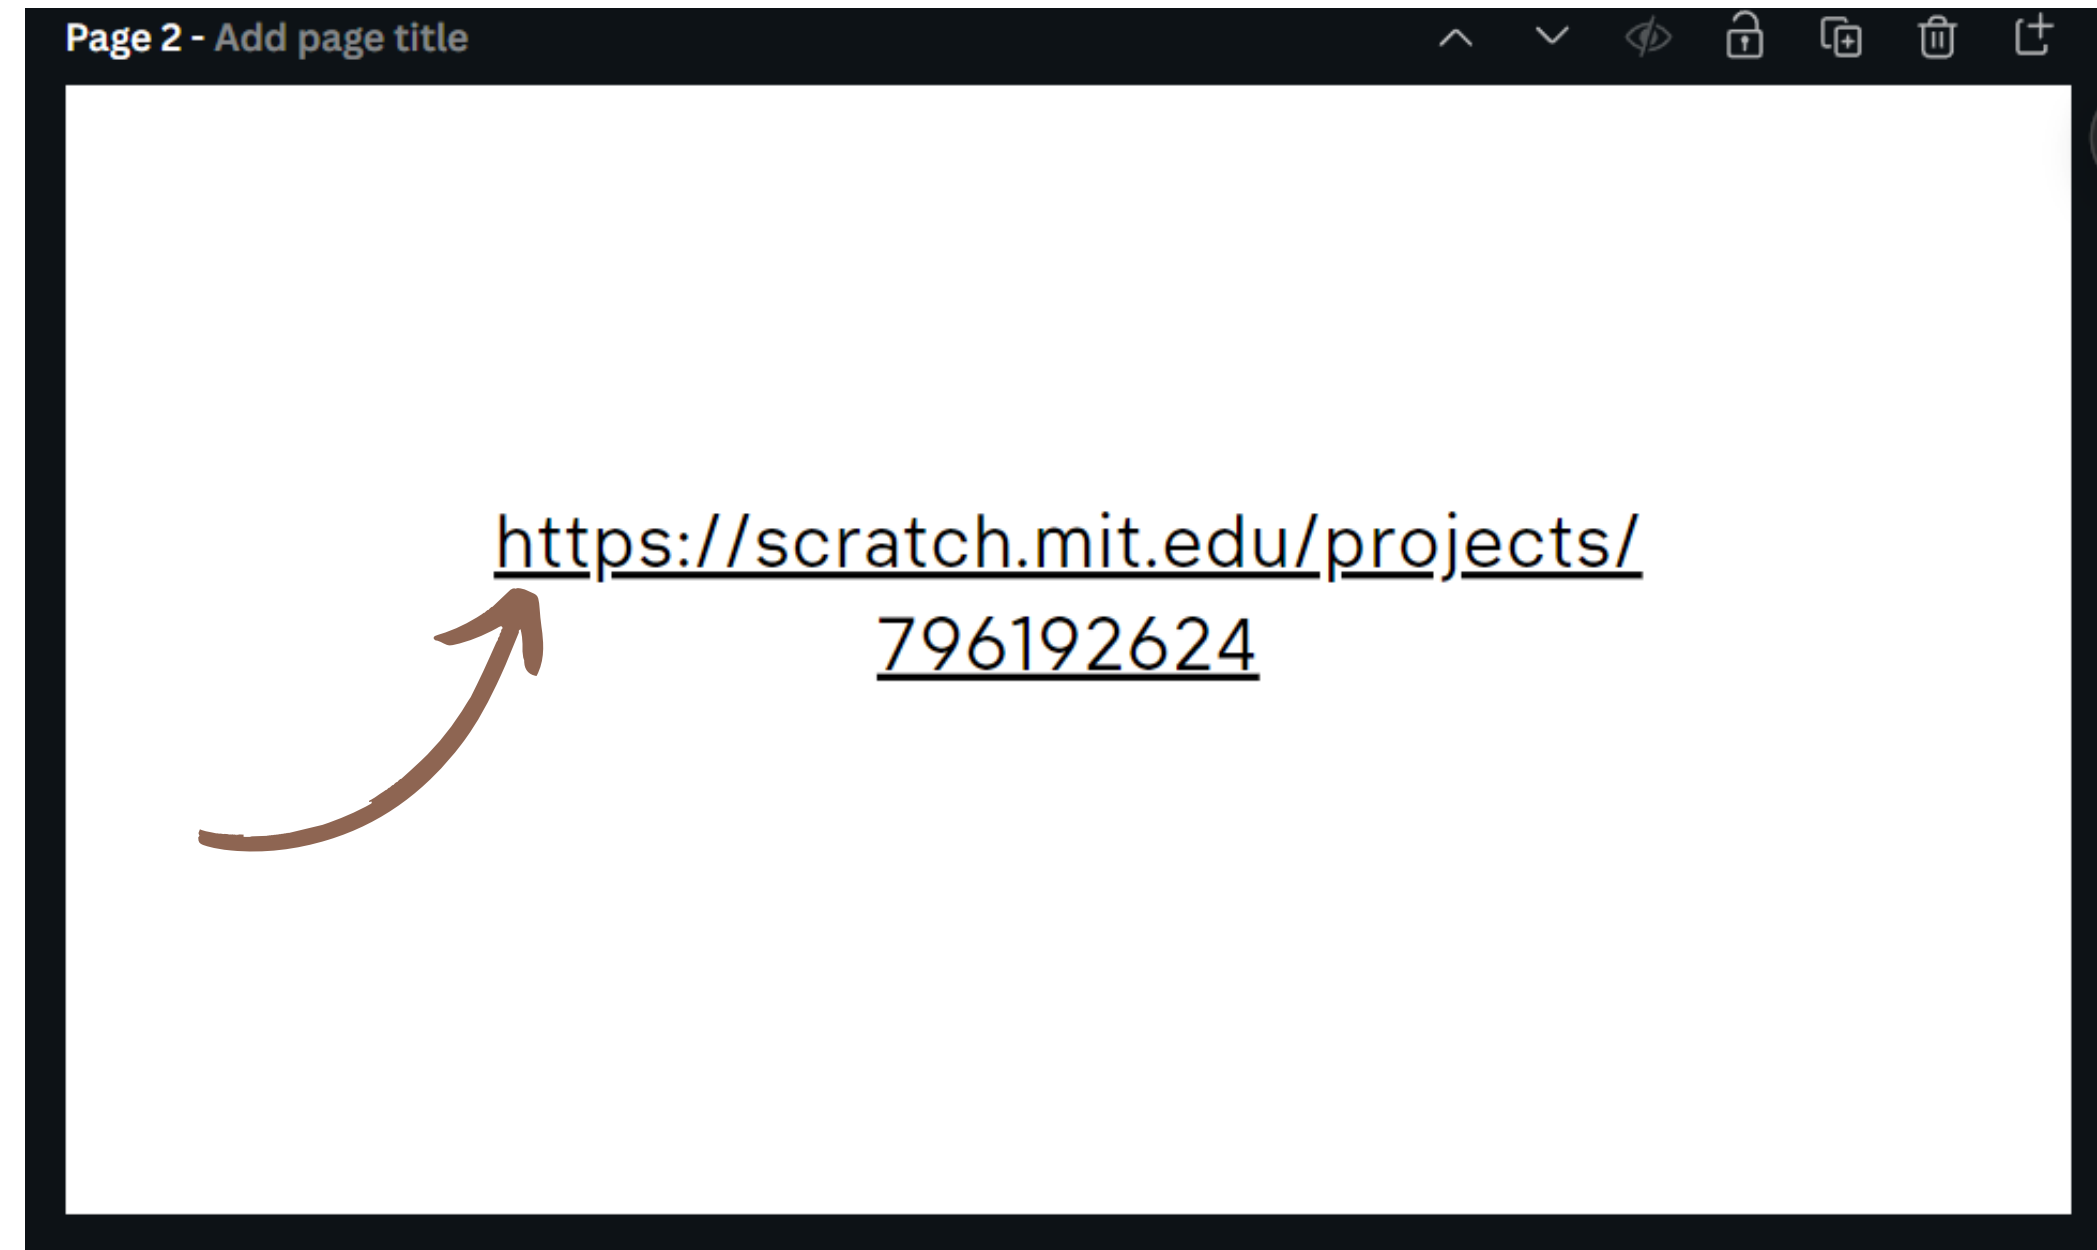 Page 2 - Add page title
https://scratch.mit.edu/projects/
796192624